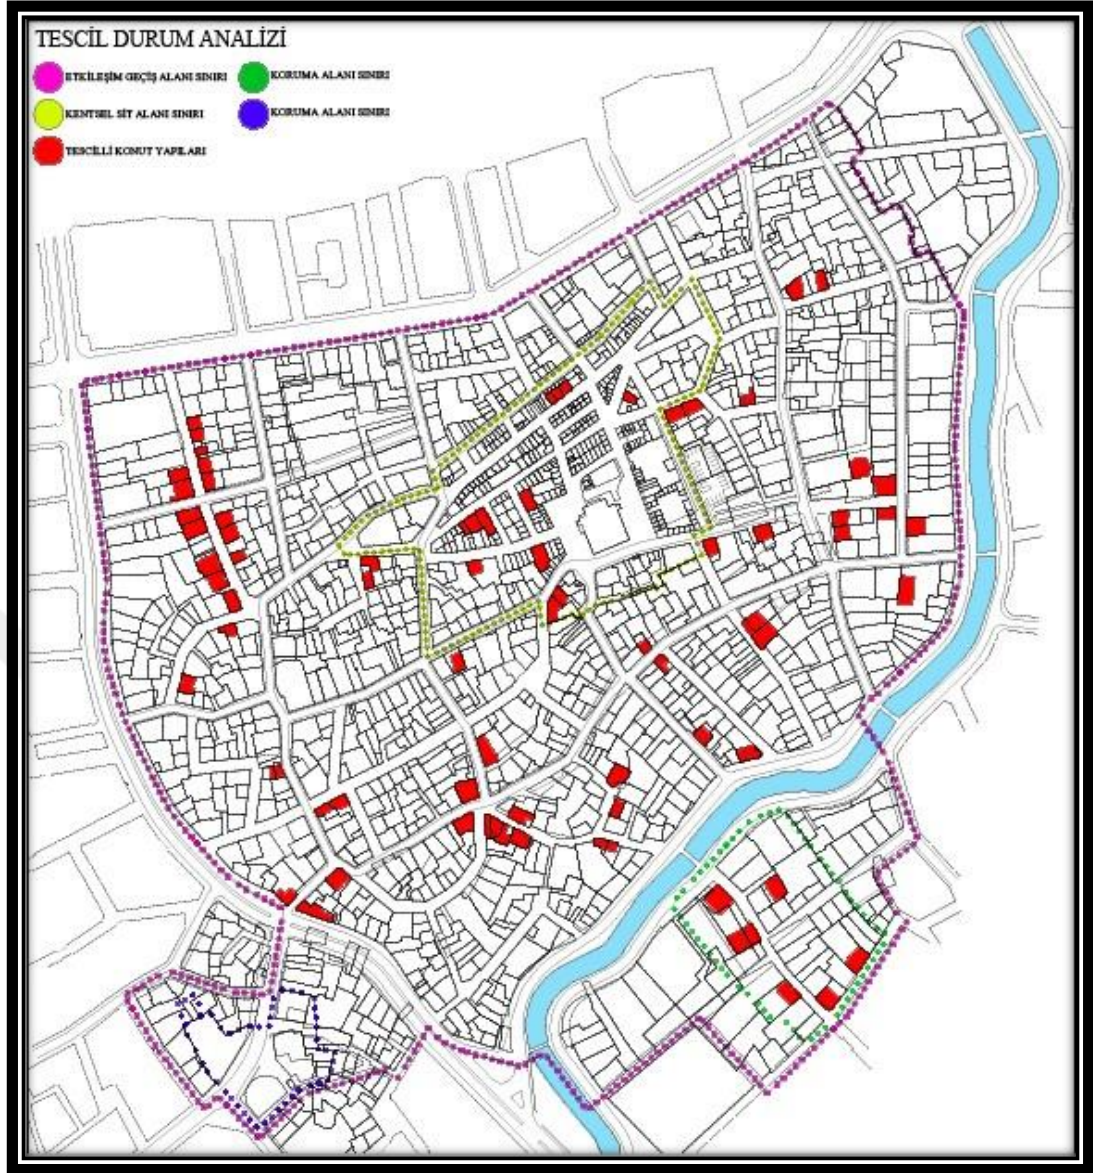 TESCİL DURUM ANALİZİ
ETKİLEŞİM GEÇİŞ ALANI SINIRI
KORUMA ALANI SINIRI
KENTSEL SİT ALANI SINIRI
KORUMA ALANI SINIRI
TESCİLLİ KONUT YAPILARI